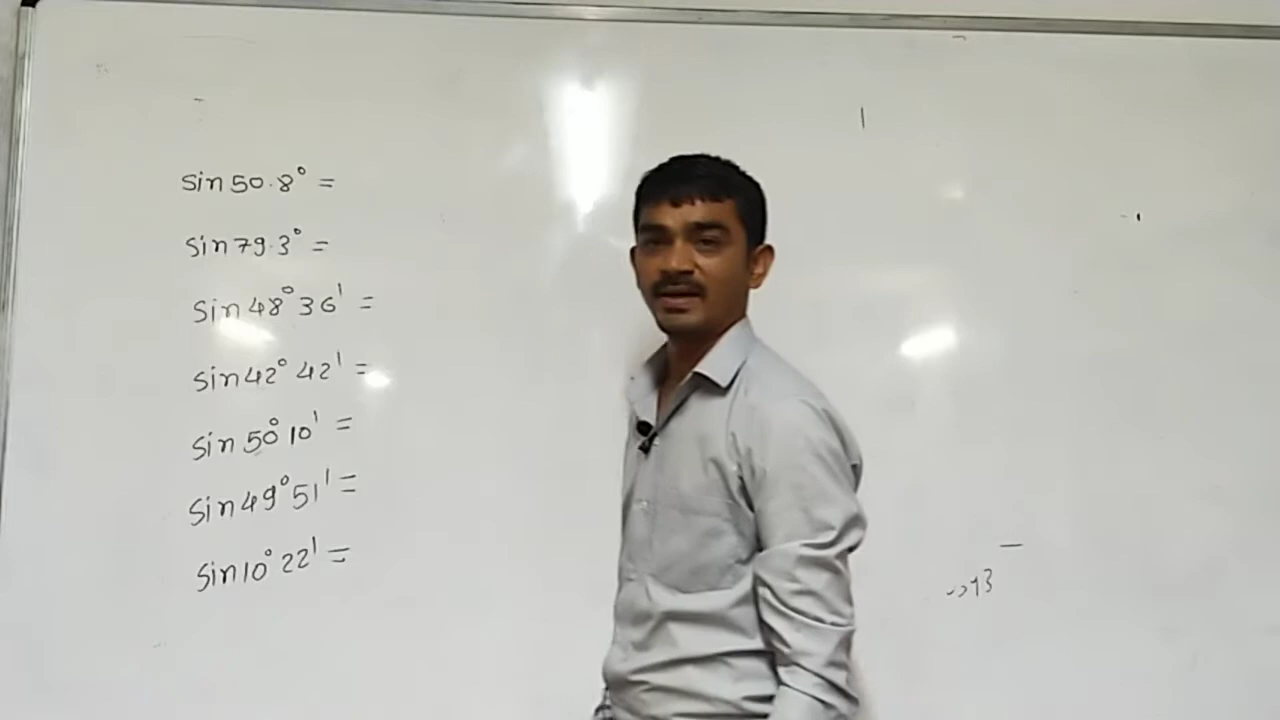 sin 50.8° =
sin 79.3° =
sin 48° 36' =
sin 42° 42' =
sin 50° 10' =
sin 49° 51' =
sin 10° 22' =